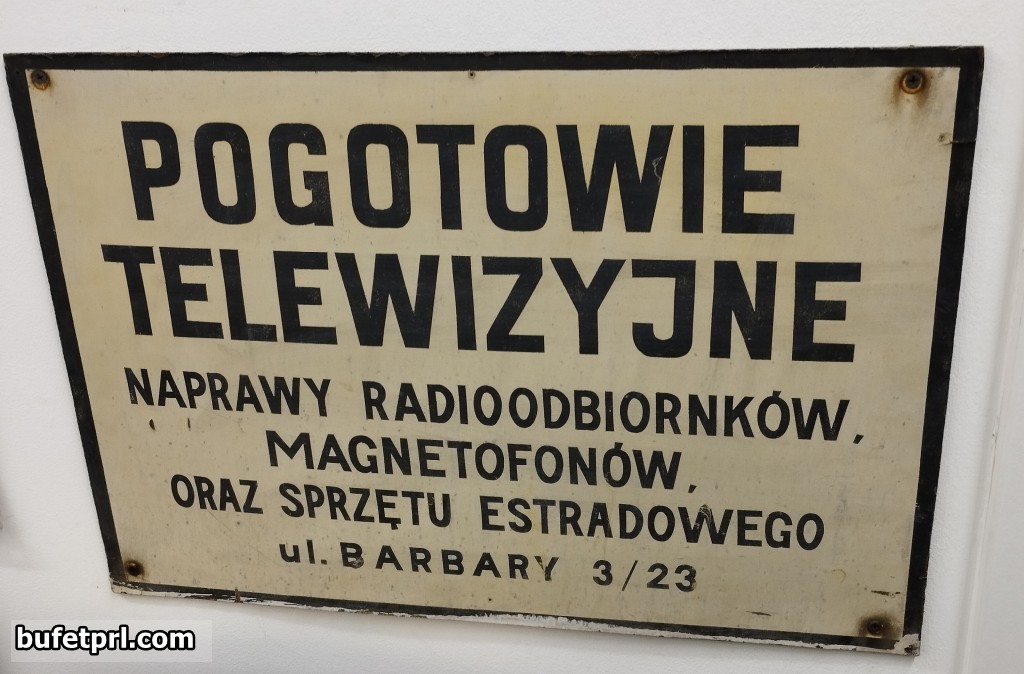 POGOTOWIE
TELEWIZYJNE
NAPRAWY RADIOODBIORNKÓW,
MAGNETOFONÓW,
ORAZ SPRZĘTU ESTRADOWEGO
ul. BARBARY 3/23
bufetprl.com